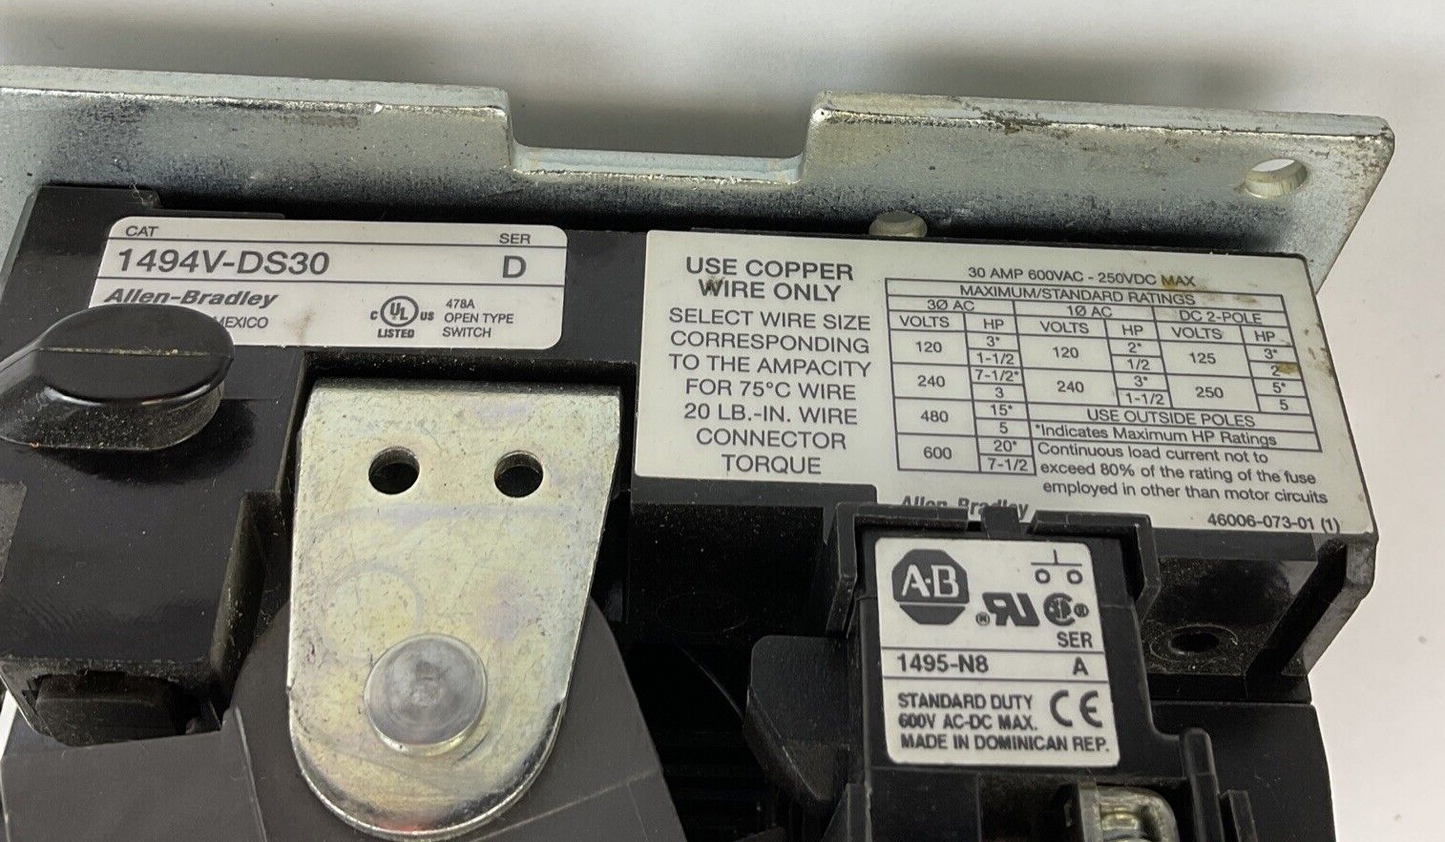 CAT
SER
1494V-DS30
D
Allen-Bradley
MEXICO
c UL us
LISTED
478A
OPEN TYPE
SWITCH
USE COPPER
WIRE ONLY
SELECT WIRE SIZE
CORRESPONDING
TO THE AMPACITY
FOR 75°C WIRE
20 LB.-IN. WIRE
CONNECTOR
TORQUE
30 AMP 600VAC - 250VDC MAX
MAXIMUM/STANDARD RATINGS
3Ø AC 1Ø AC DC 2-POLE
VOLTS HP VOLTS HP VOLTS HP
120 3* 120 2* 125 3*
1-1/2 1/2 2
240 7-1/2* 240 3* 250 5*
3 1-1/2 5
480 15* USE OUTSIDE POLES
5 *Indicates Maximum HP Ratings
600 20* Continuous load current not to
7-1/2 exceed 80% of the rating of the fuse
employed in other than motor circuits
Allen-Bradley
46006-073-01 (1)
A-B
SER
1495-N8 A
STANDARD DUTY
600V AC-DC MAX. CE
MADE IN DOMINICAN REP.